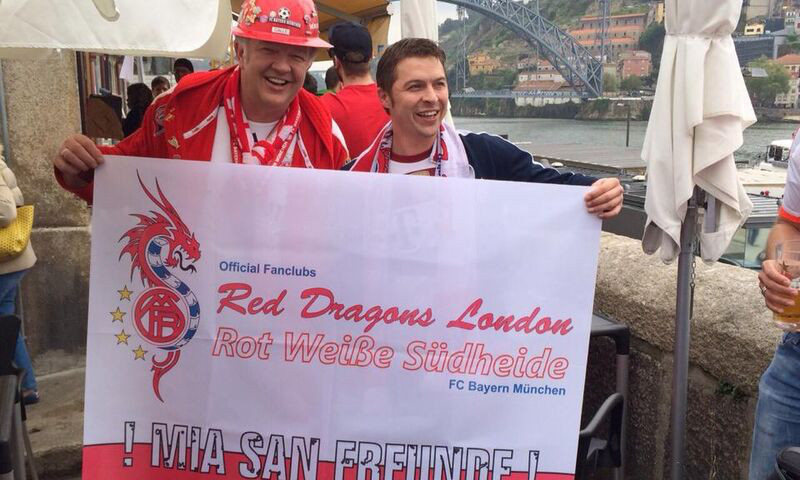 Official Fanclubs
Red Dragons London
Rot Weiße Südheide
FC Bayern München
! MIA SAN FREUNDE !